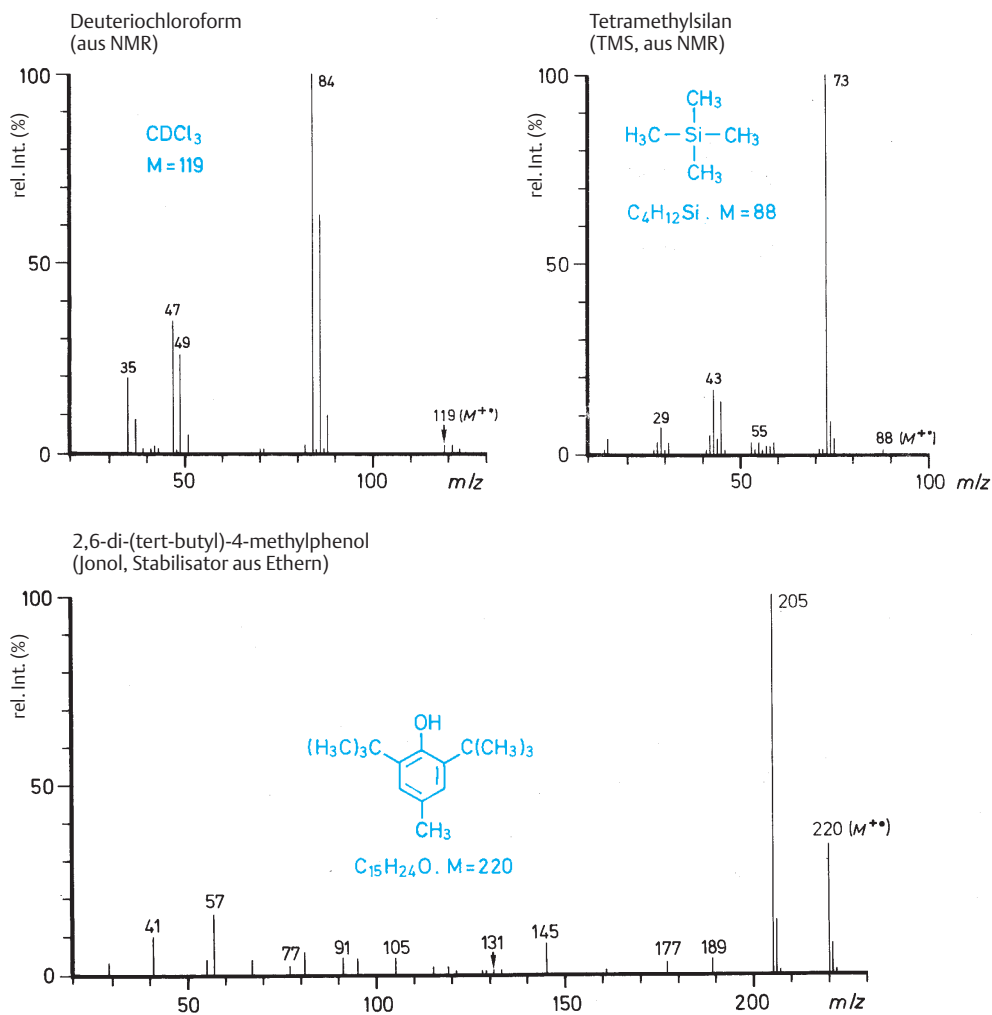 Deuteriochloroform
(aus NMR)
rel. Int. (%)
100
50
0
CDCl₃
M = 119
35
47
49
84
119 (M⁺•)
50
100
m/z
Tetramethylsilan
(TMS, aus NMR)
rel. Int. (%)
100
50
0
CH₃
H₃C—Si—CH₃
CH₃
C₄H₁₂Si . M = 88
29
43
55
73
88 (M⁺•)
50
100
m/z
2,6-di-(tert-butyl)-4-methylphenol
(Jonol, Stabilisator aus Ethern)
rel. Int. (%)
100
50
0
OH
(H₃C)₃C
C(CH₃)₃
CH₃
C₁₅H₂₄O . M = 220
41
57
77
91
105
131
145
177
189
205
220 (M⁺•)
50
100
150
200
m/z